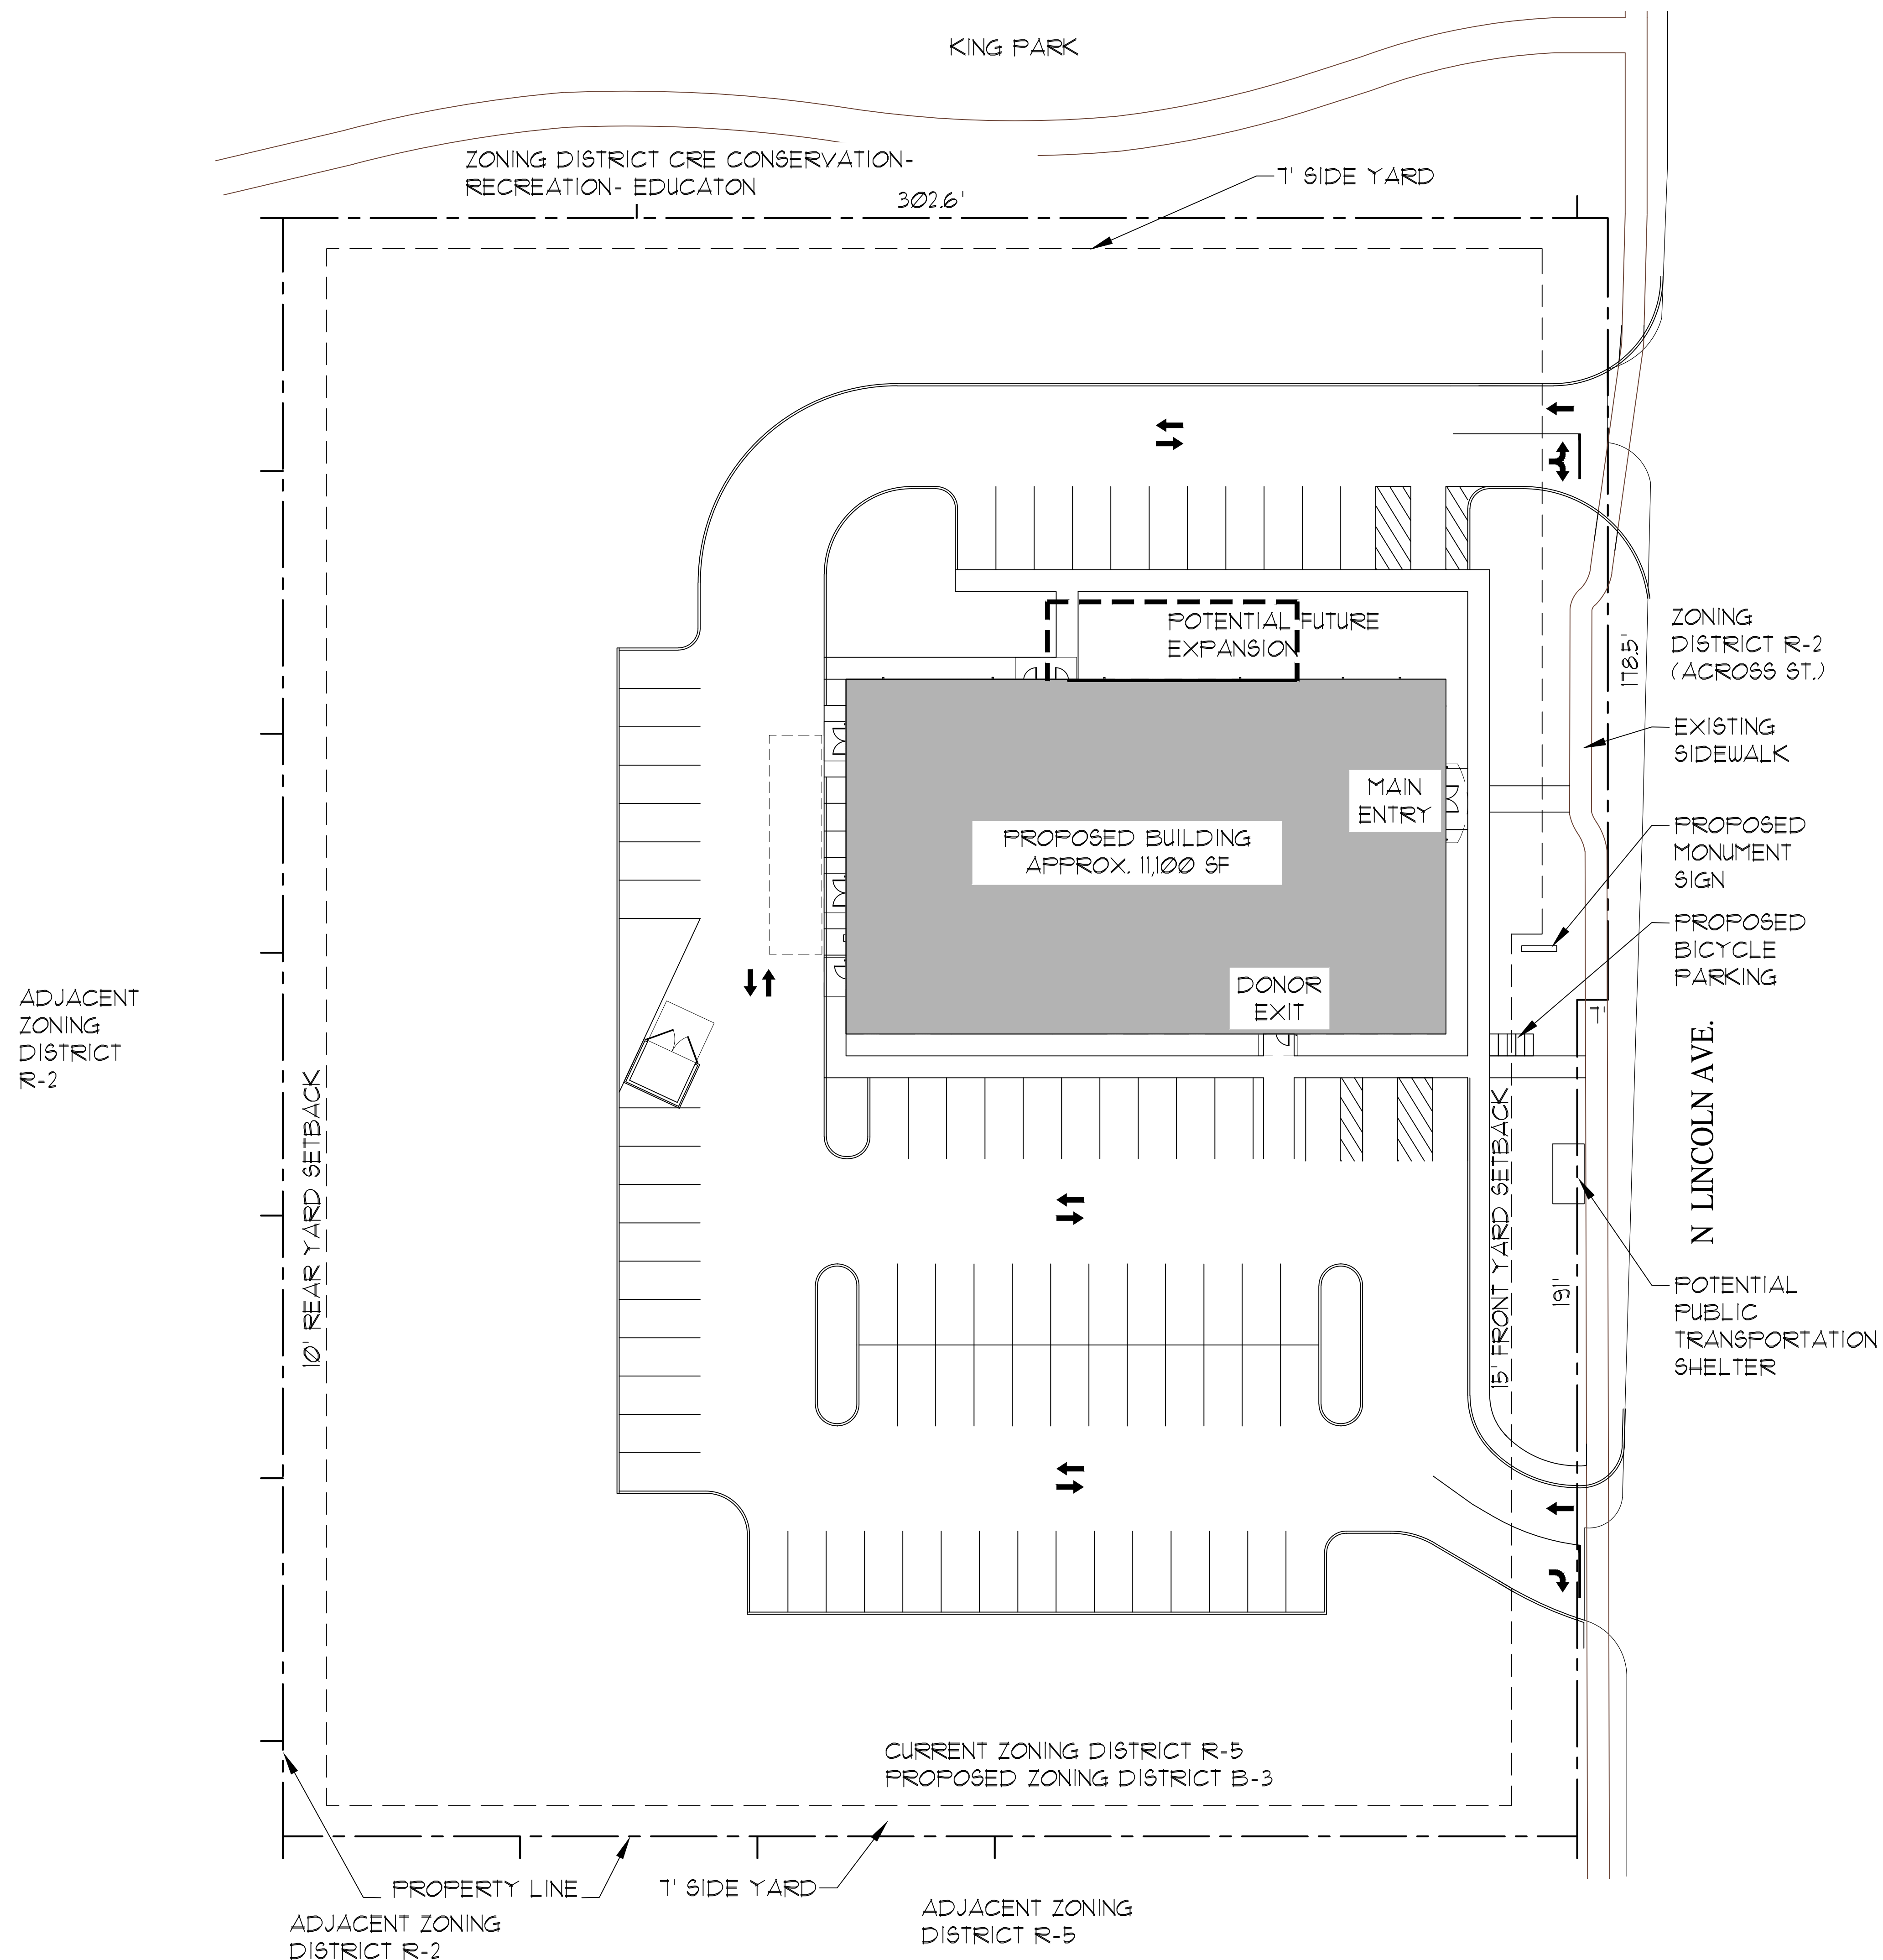 KING PARK
ZONING DISTRICT CRE CONSERVATION-
RECREATION- EDUCATON
302.6'
7' SIDE YARD
POTENTIAL FUTURE
EXPANSION
ZONING
DISTRICT R-2
(ACROSS ST.)
178.5'
EXISTING
SIDEWALK
MAIN
ENTRY
PROPOSED BUILDING
APPROX. 11,100 SF
PROPOSED
MONUMENT
SIGN
PROPOSED
BICYCLE
PARKING
DONOR
EXIT
7'
ADJACENT
ZONING
DISTRICT
R-2
N LINCOLN AVE.
10' REAR YARD SETBACK
15' FRONT YARD SETBACK
191'
POTENTIAL
PUBLIC
TRANSPORTATION
SHELTER
CURRENT ZONING DISTRICT R-5
PROPOSED ZONING DISTRICT B-3
PROPERTY LINE
7' SIDE YARD
ADJACENT ZONING
DISTRICT R-2
ADJACENT ZONING
DISTRICT R-5